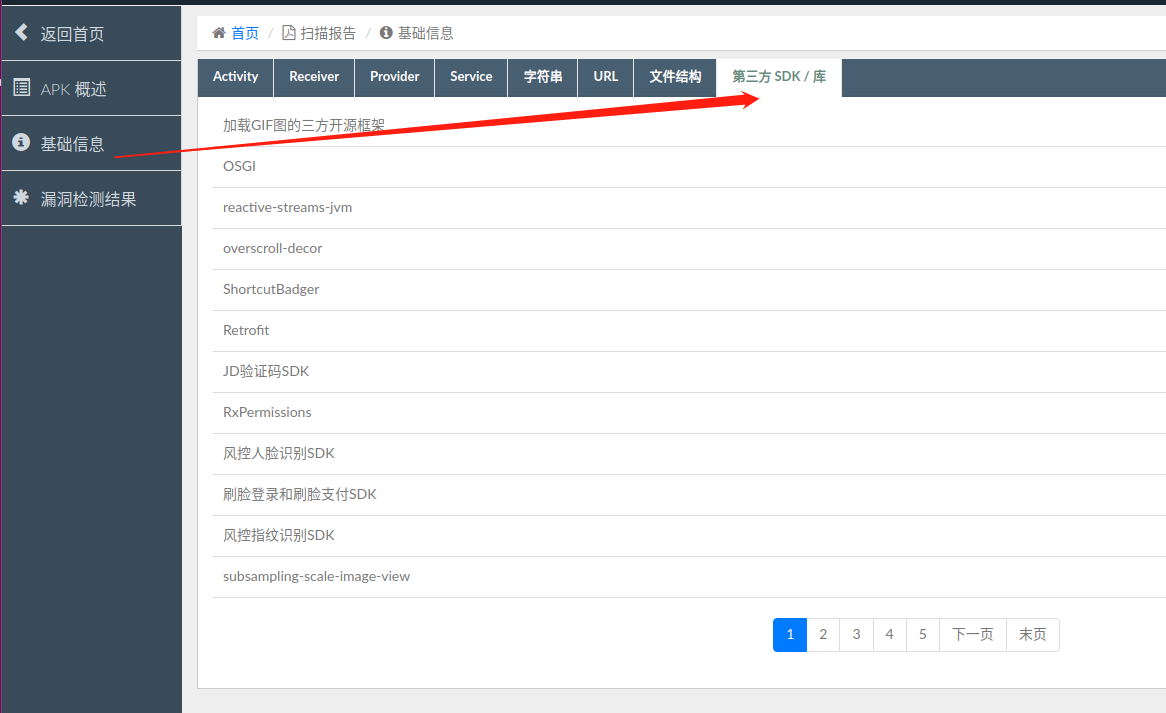 返回首页
APK 概述
基础信息
漏洞检测结果
首页 / 扫描报告 / 基础信息
Activity Receiver Provider Service 字符串 URL 文件结构 第三方 SDK / 库
加载GIF图的三方开源框架
OSGI
reactive-streams-jvm
overscroll-decor
ShortcutBadger
Retrofit
JD验证码SDK
RxPermissions
风控人脸识别SDK
刷脸登录和刷脸支付SDK
风控指纹识别SDK
subsampling-scale-image-view
1 2 3 4 5 下一页 末页